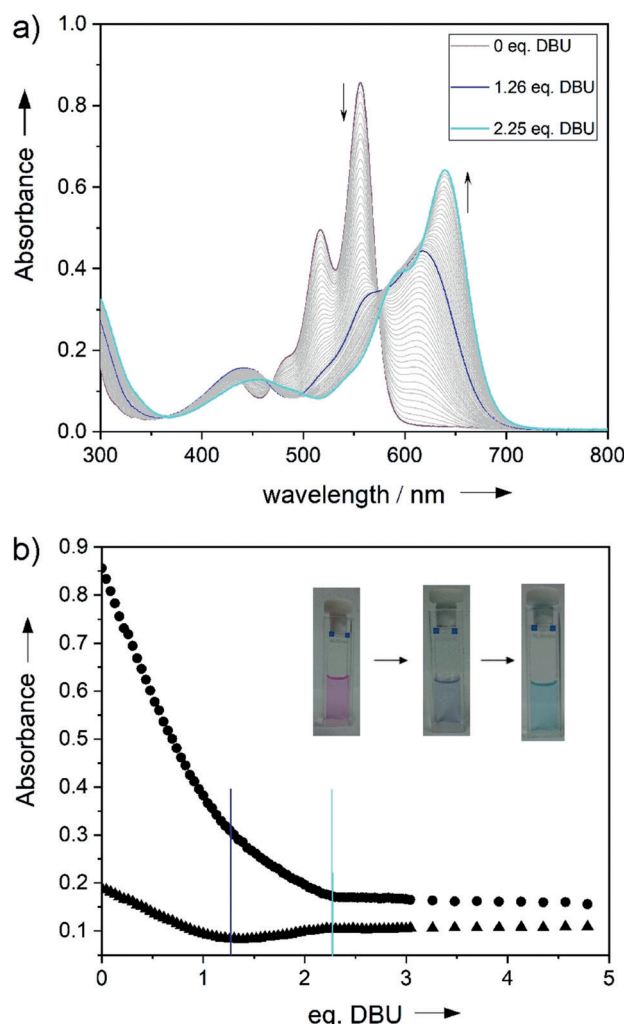 a)
1.0
0.8
0.6
0.4
0.2
0.0
Absorbance
0 eq. DBU
1.26 eq. DBU
2.25 eq. DBU
300 400 500 600 700 800
wavelength / nm
b)
0.9
0.8
0.7
0.6
0.5
0.4
0.3
0.2
0.1
Absorbance
0 1 2 3 4 5
eq. DBU